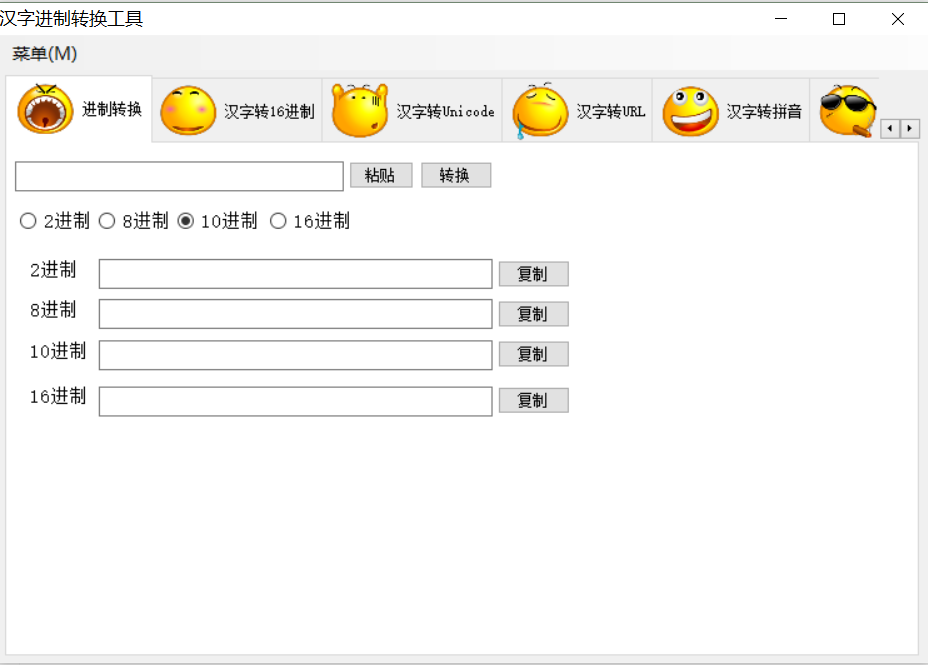 汉字进制转换工具
菜单(M)
进制转换 汉字转16进制 汉字转Unicode 汉字转URL 汉字转拼音
粘贴 转换
2进制 8进制 10进制 16进制
2进制 复制
8进制 复制
10进制 复制
16进制 复制